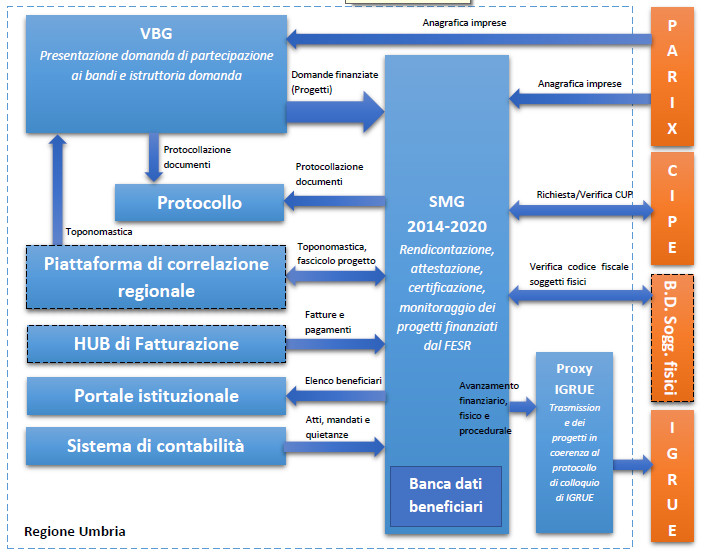 VBG
Presentazione domanda di partecipazione
ai bandi e istruttoria domanda
Anagrafica imprese
PARIX
Domande finanziate
(Progetti)
Anagrafica imprese
Protocollazione
documenti
Protocollo
Protocollazione
documenti
SMG
2014-2020
Rendicontazione,
attestazione,
certificazione,
monitoraggio dei
progetti finanziati
dal FESR
Richiesta/Verifica CUP
CIPE
Toponomastica
Piattaforma di correlazione
regionale
Toponomastica,
fascicolo progetto
Verifica codice fiscale
soggetti fisici
B.D. Sogg. fisici
HUB di Fatturazione
Fatture e
pagamenti
Portale istituzionale
Elenco beneficiari
Avanzamento
finanziario,
fisico e
procedurale
Proxy
IGRUE
Trasmission
e dei
progetti in
coerenza al
protocollo
di colloquio
di IGRUE
IGRUE
Sistema di contabilità
Atti, mandati e
quietanze
Banca dati
beneficiari
Regione Umbria